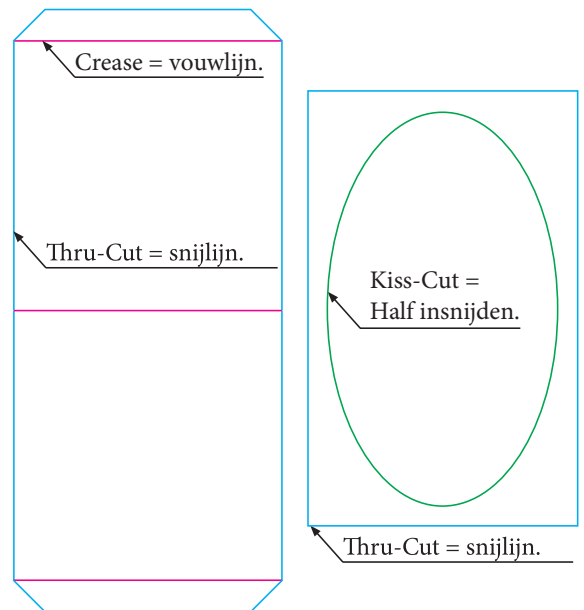 Crease = vouwlijn.
Thru-Cut = snijlijn.
Kiss-Cut =
Half insnijden.
Thru-Cut = snijlijn.